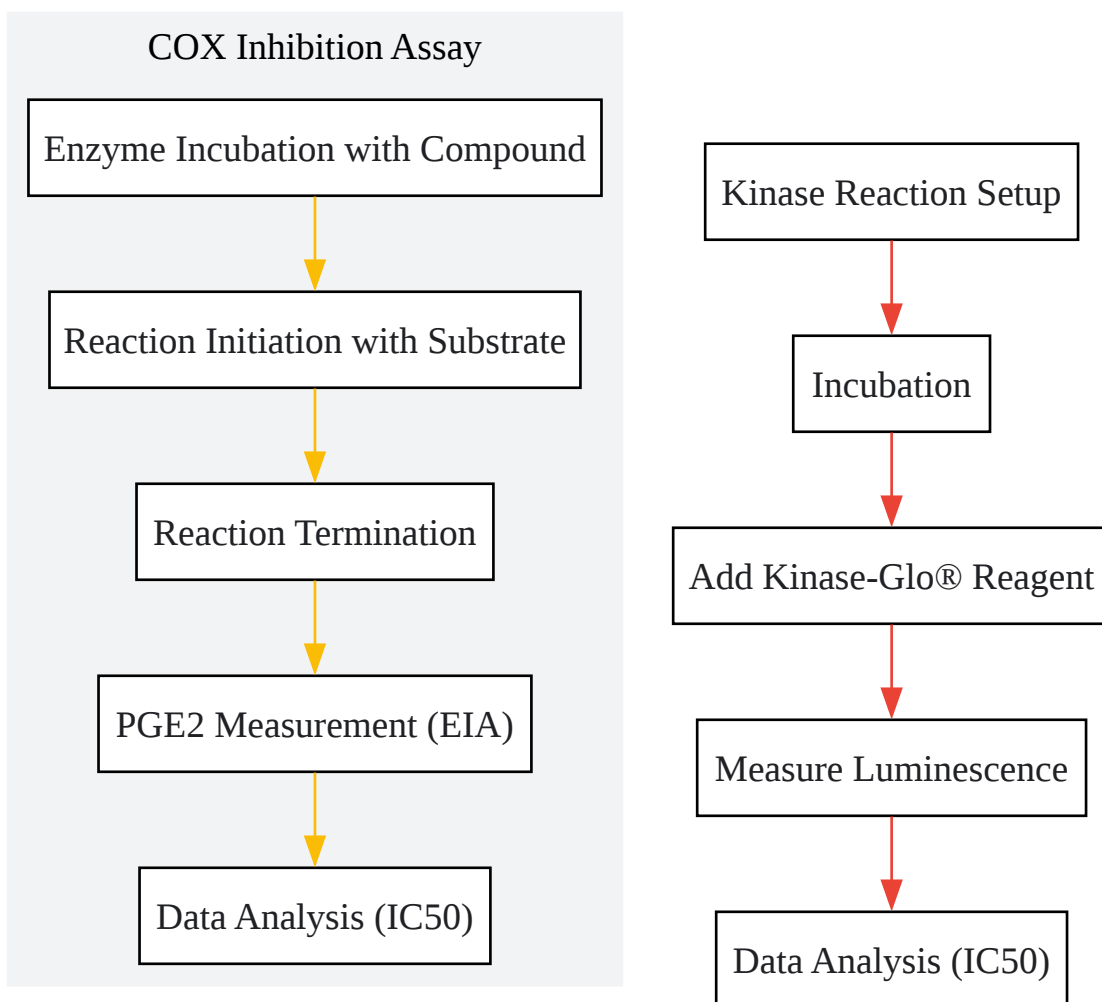 COX Inhibition Assay
Enzyme Incubation with Compound
Reaction Initiation with Substrate
Reaction Termination
PGE2 Measurement (EIA)
Data Analysis (IC50)
Kinase Reaction Setup
Incubation
Add Kinase-Glo® Reagent
Measure Luminescence
Data Analysis (IC50)